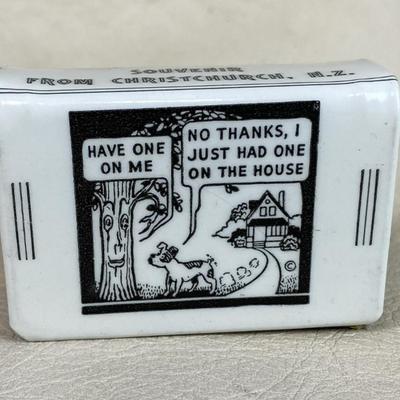 SOUVENIR
FROM CHRISTCHURCH, N.Z.
HAVE ONE
ON ME
NO THANKS, I
JUST HAD ONE
ON THE HOUSE
©